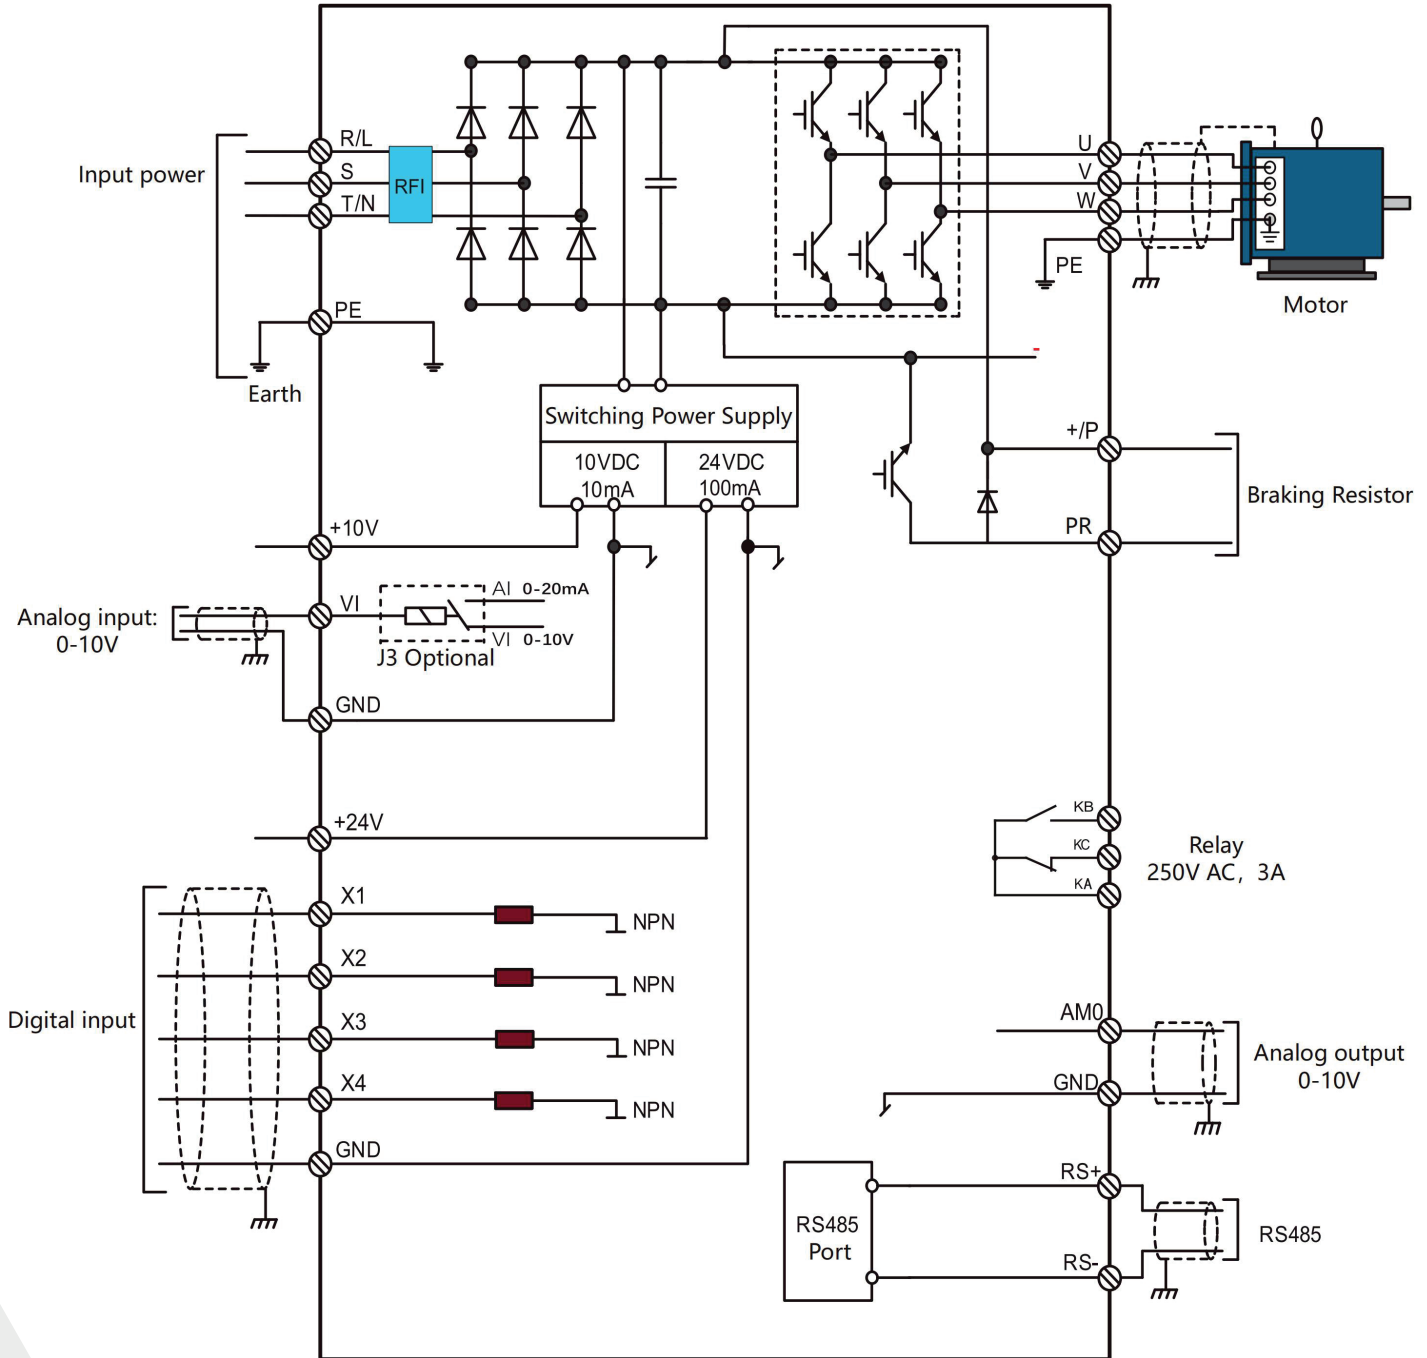 R/L
S
T/N
RFI
Input power
PE
Earth
U
V
W
PE
Motor
-
Switching Power Supply
10VDC
10mA
24VDC
100mA
+/P
PR
Braking Resistor
+10V
VI
AI 0-20mA
VI 0-10V
J3 Optional
Analog input:
0-10V
GND
+24V
KB
KC
KA
Relay
250V AC, 3A
X1
NPN
X2
NPN
X3
NPN
X4
NPN
Digital input
GND
AM0
GND
Analog output
0-10V
RS485
Port
RS+
RS-
RS485